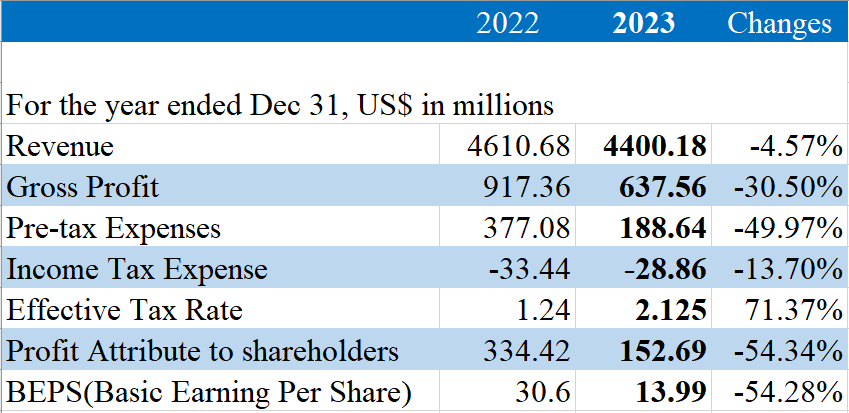 2022 2023 Changes
For the year ended Dec 31, US$ in millions
Revenue 4610.68 4400.18 -4.57%
Gross Profit 917.36 637.56 -30.50%
Pre-tax Expenses 377.08 188.64 -49.97%
Income Tax Expense -33.44 -28.86 -13.70%
Effective Tax Rate 1.24 2.125 71.37%
Profit Attribute to shareholders 334.42 152.69 -54.34%
BEPS(Basic Earning Per Share) 30.6 13.99 -54.28%